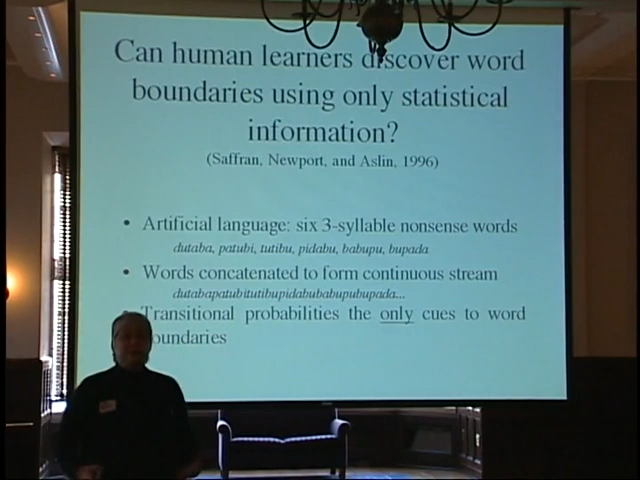 Can human learners discover word
boundaries using only statistical
information?
(Saffran, Newport, and Aslin, 1996)
• Artificial language: six 3-syllable nonsense words
dutaba, patubi, tutibu, pidabu, babupu, bupada
• Words concatenated to form continuous stream
dutabapatubitutibupidabubabupubupada...
Transitional probabilities the only cues to word
boundaries